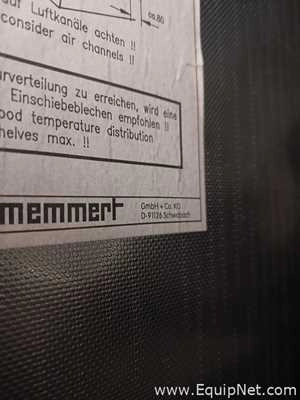 auf Luftkanäle achten !!
consider air channels !!
ca.80
urverteilung zu erreichen, wird eine
Einschiebeblechen empfohlen !!
ood temperature distribution
helves max. !!
memmert
GmbH + Co. KG
D-91126 Schwabach
www.EquipNet.com